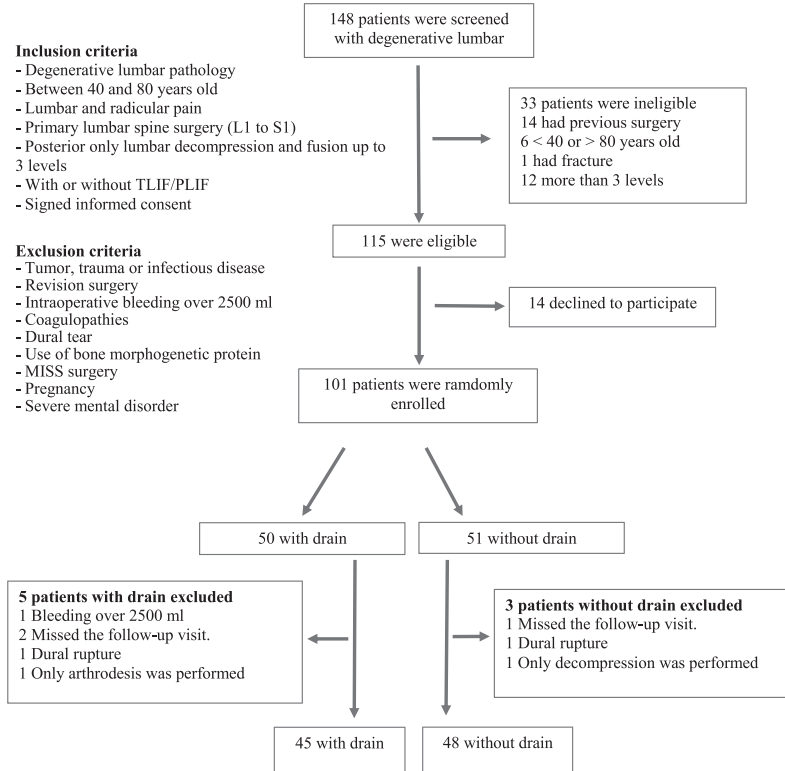 148 patients were screened
with degenerative lumbar
Inclusion criteria
- Degenerative lumbar pathology
- Between 40 and 80 years old
- Lumbar and radicular pain
- Primary lumbar spine surgery (L1 to S1)
- Posterior only lumbar decompression and fusion up to
3 levels
- With or without TLIF/PLIF
- Signed informed consent
33 patients were ineligible
14 had previous surgery
6 < 40 or > 80 years old
1 had fracture
12 more than 3 levels
115 were eligible
Exclusion criteria
- Tumor, trauma or infectious disease
- Revision surgery
- Intraoperative bleeding over 2500 ml
- Coagulopathies
- Dural tear
- Use of bone morphogenetic protein
- MISS surgery
- Pregnancy
- Severe mental disorder
14 declined to participate
101 patients were ramdomly
enrolled
50 with drain
51 without drain
5 patients with drain excluded
1 Bleeding over 2500 ml
2 Missed the follow-up visit.
1 Dural rupture
1 Only arthrodesis was performed
3 patients without drain excluded
1 Missed the follow-up visit.
1 Dural rupture
1 Only decompression was performed
45 with drain
48 without drain